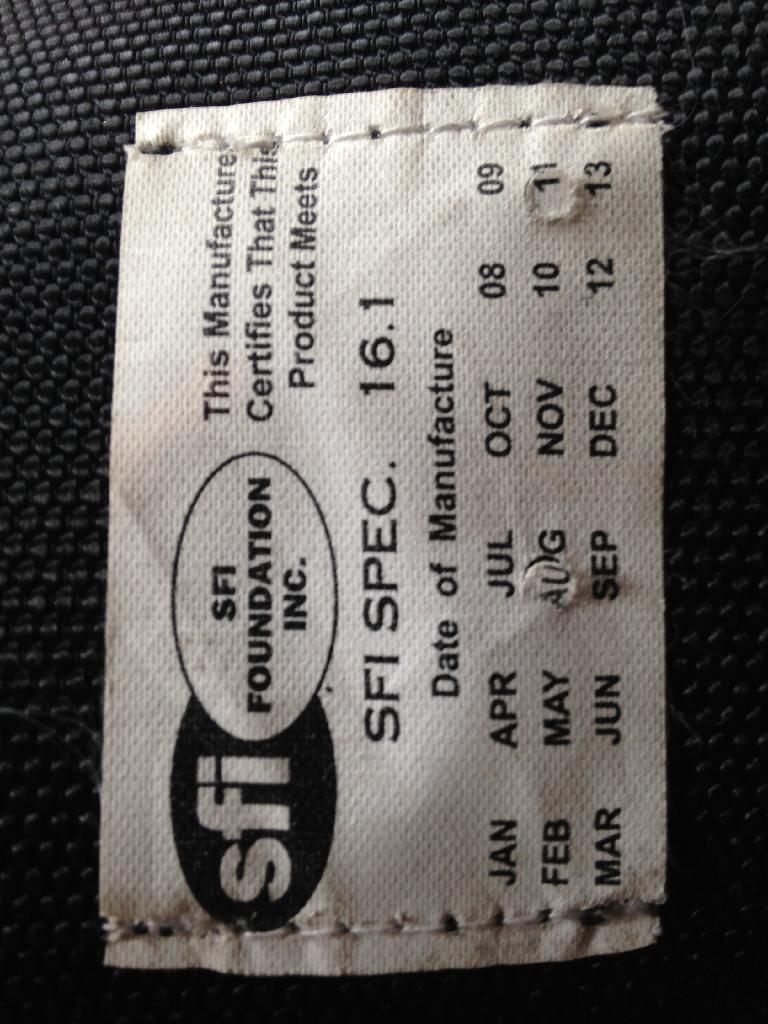 sfi
SFI
FOUNDATION
INC.
This Manufacture
Certifies That This
Product Meets
SFI SPEC. 16.1
Date of Manufacture
JAN APR JUL OCT 08 09
FEB MAY AUG NOV 10 11
MAR JUN SEP DEC 12 13